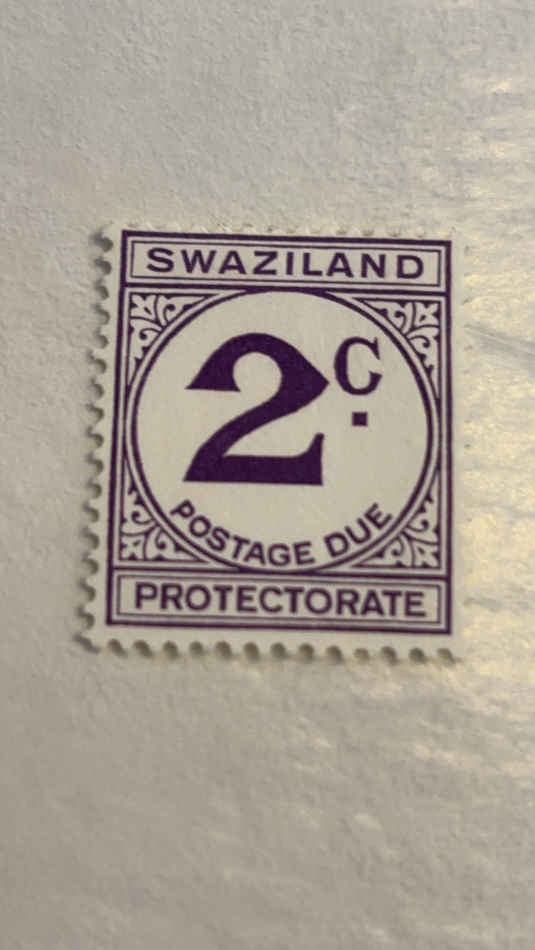 SWAZILAND
2c.
POSTAGE DUE
PROTECTORATE